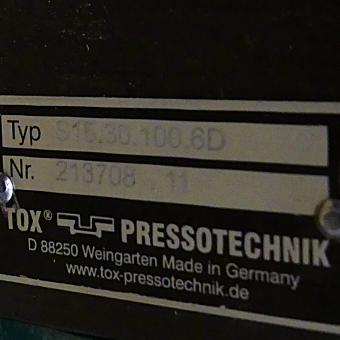 Typ S15.30.100.6D
Nr. 213708 .11
TOX® PRESSOTECHNIK
D 88250 Weingarten Made in Germany
www.tox-pressotechnik.de